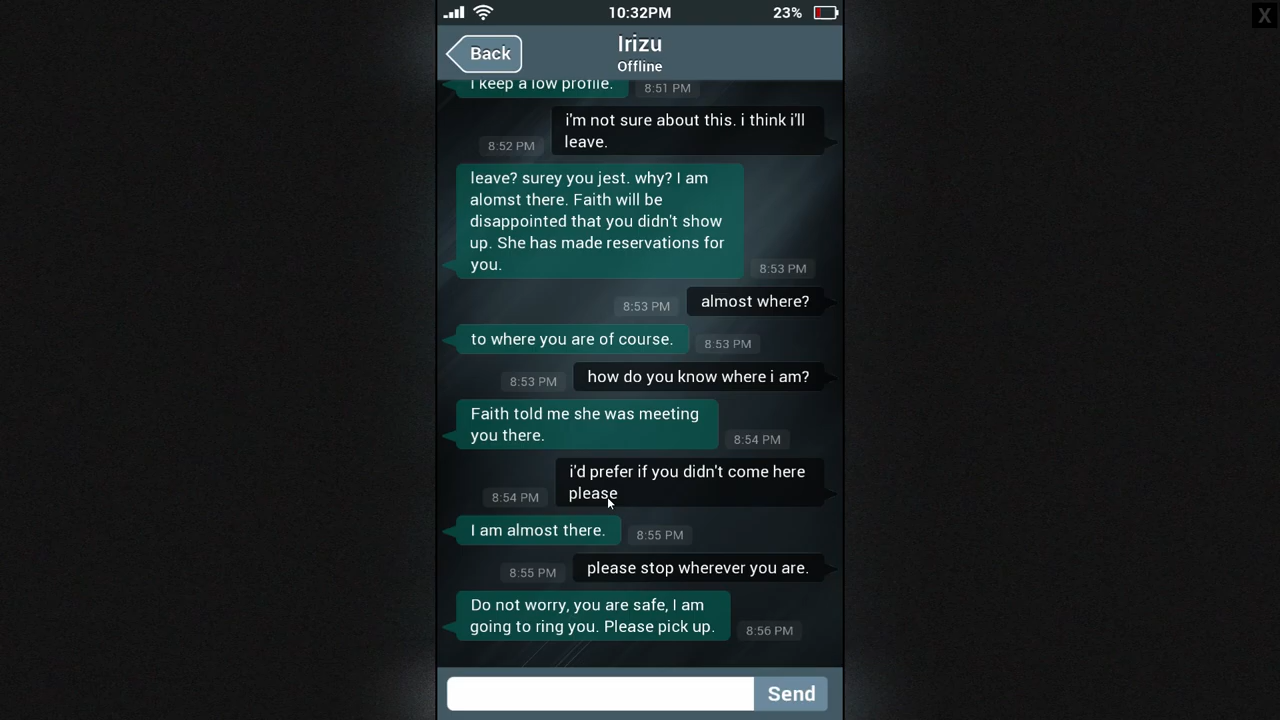 10:32PM
23%
X
Back
Irizu
Offline
I keep a low profile.
8:51 PM
i'm not sure about this. i think i'll
leave.
8:52 PM
leave? surey you jest. why? I am
alomst there. Faith will be
disappointed that you didn't show
up. She has made reservations for
you.
8:53 PM
almost where?
8:53 PM
to where you are of course.
8:53 PM
how do you know where i am?
8:53 PM
Faith told me she was meeting
you there.
8:54 PM
i'd prefer if you didn't come here
please
8:54 PM
I am almost there.
8:55 PM
please stop wherever you are.
8:55 PM
Do not worry, you are safe, I am
going to ring you. Please pick up.
8:56 PM
Send